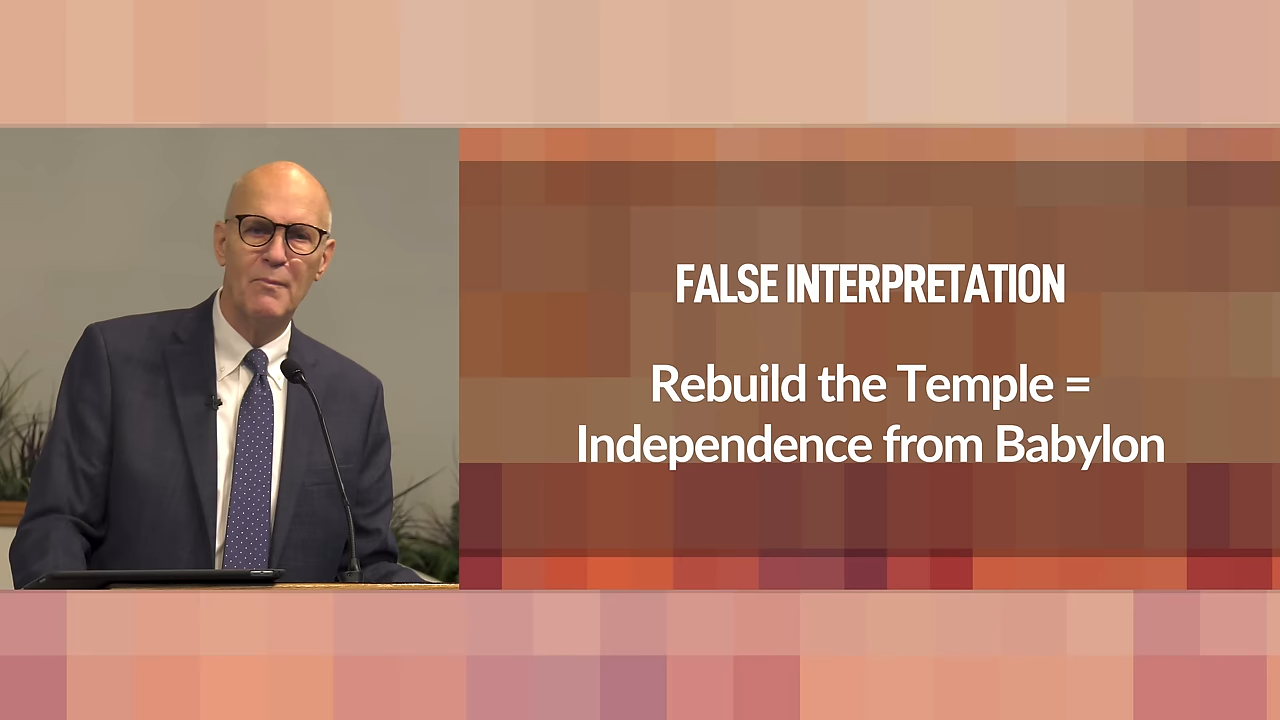 FALSE INTERPRETATION
Rebuild the Temple =
Independence from Babylon